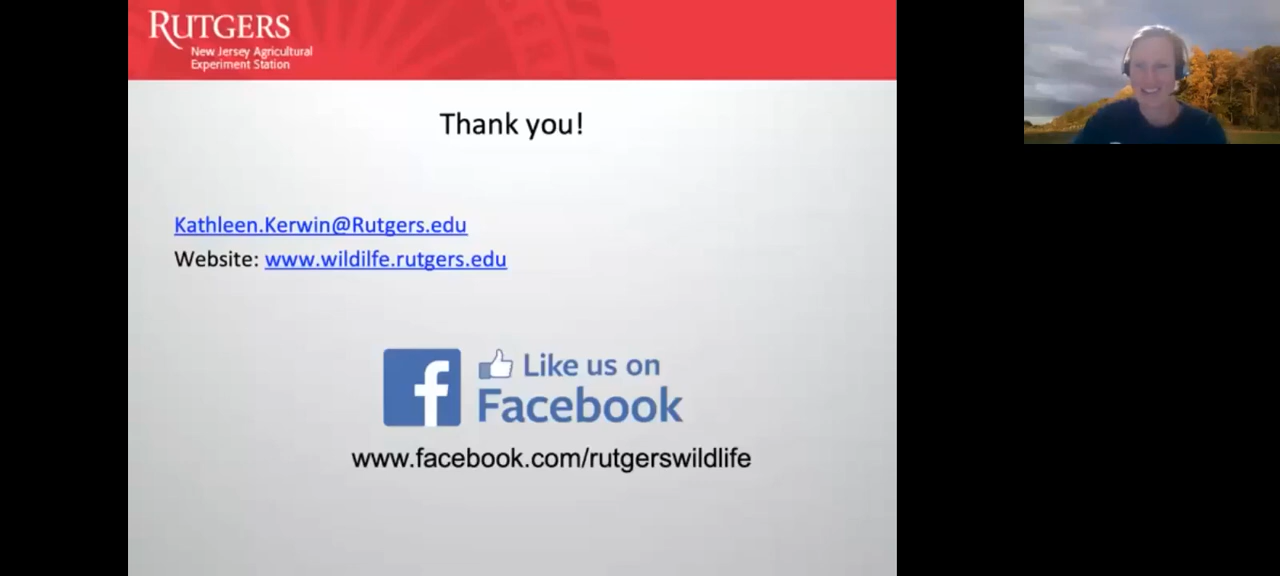 RUTGERS
New Jersey Agricultural
Experiment Station
Thank you!
Kathleen.Kerwin@Rutgers.edu
Website: www.wildilfe.rutgers.edu
f
Like us on
Facebook
www.facebook.com/rutgerswildlife